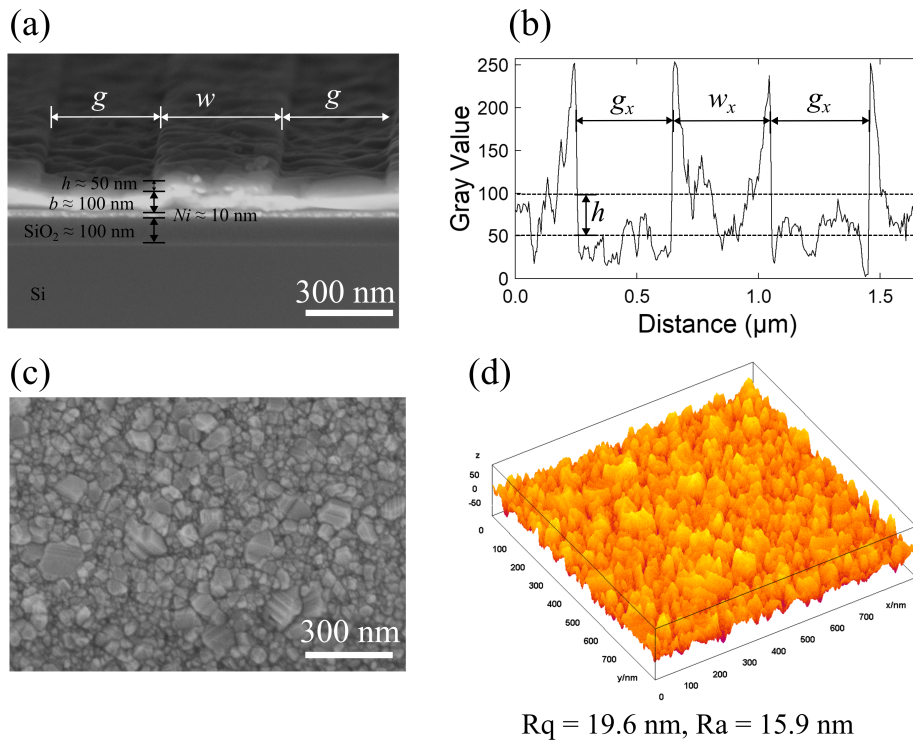 (a)
g w g
h ≈ 50 nm
b ≈ 100 nm
Ni ≈ 10 nm
SiO₂ ≈ 100 nm
Si
300 nm
(b)
Gray Value
250
200
150
100
50
0
gₓ wₓ gₓ
h
0.0 0.5 1.0 1.5
Distance (µm)
(c)
300 nm
(d)
z
50
0
-50
0
100
200
300
400
500
600
700
y/nm
0
100
200
300
400
500
600
700
x/nm
Rq = 19.6 nm, Ra = 15.9 nm